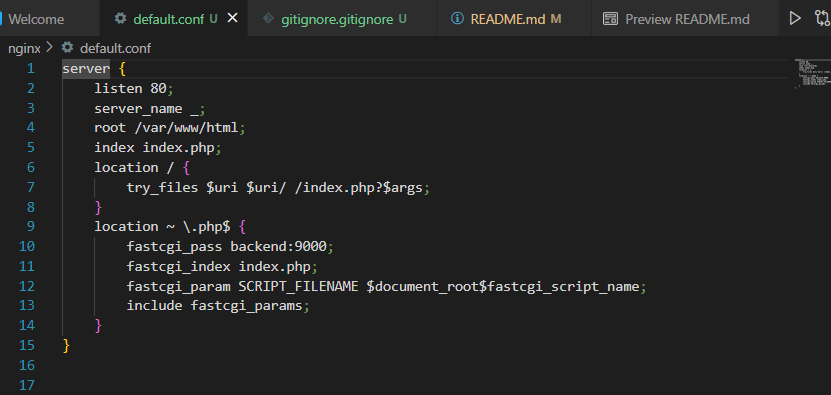 Welcome default.conf U gitignore.gitignore U README.md M Preview README.md
nginx > default.conf
1 server {
2 listen 80;
3 server_name _;
4 root /var/www/html;
5 index index.php;
6 location / {
7 try_files $uri $uri/ /index.php?$args;
8 }
9 location ~ \.php$ {
10 fastcgi_pass backend:9000;
11 fastcgi_index index.php;
12 fastcgi_param SCRIPT_FILENAME $document_root$fastcgi_script_name;
13 include fastcgi_params;
14 }
15 }
16
17